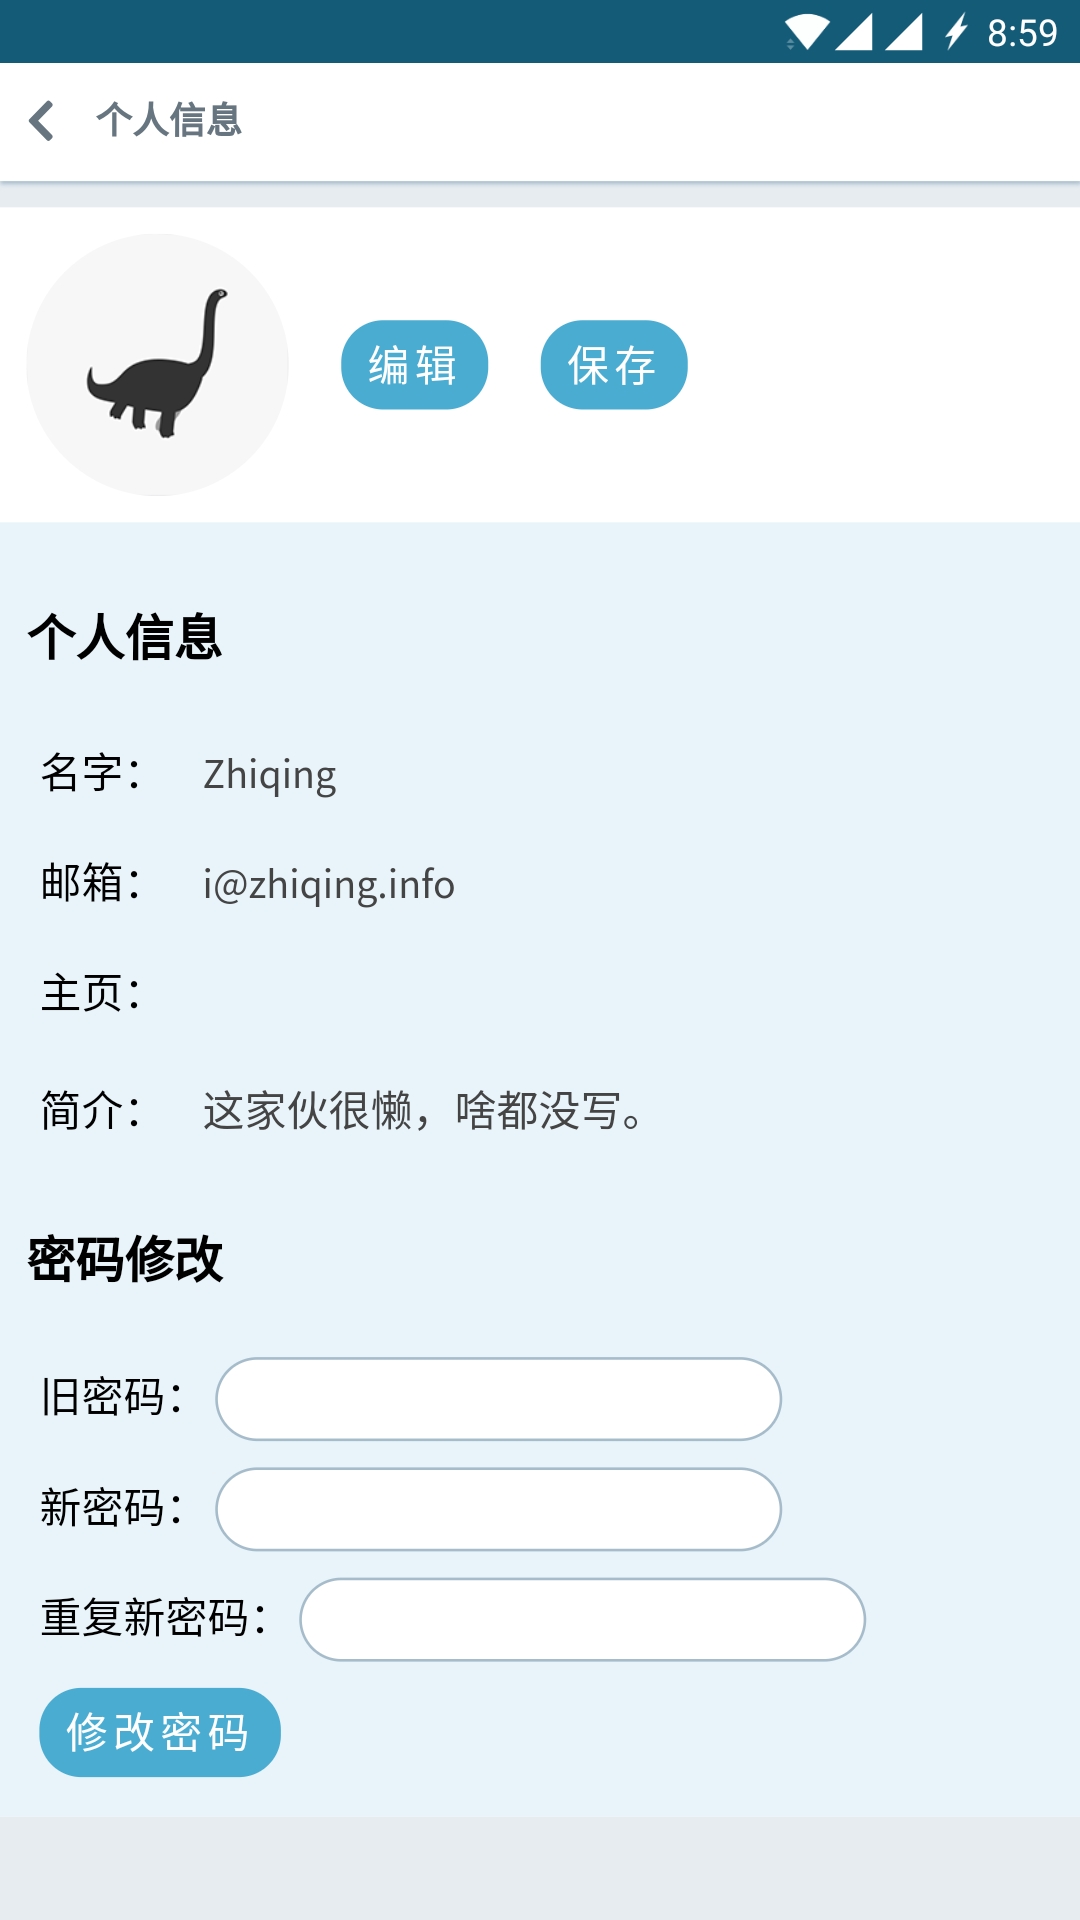 8:59
个人信息
编辑 保存
个人信息
名字： Zhiqing
邮箱： i@zhiqing.info
主页：
简介： 这家伙很懒，啥都没写。
密码修改
旧密码：
新密码：
重复新密码：
修改密码